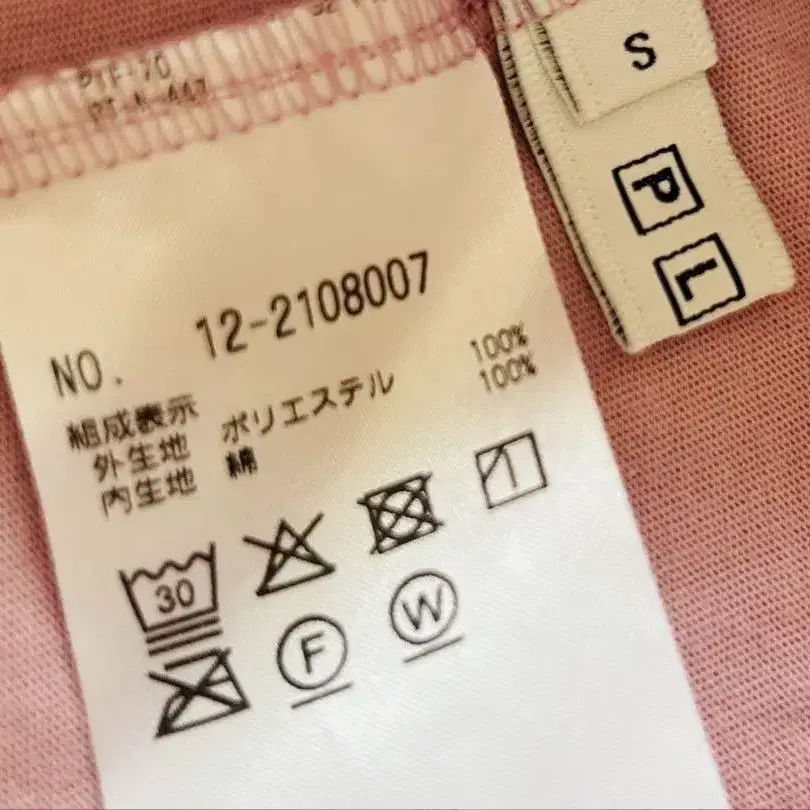 S
P
L
NO. 12-2108007
組成表示
外生地 ポリエステル 100%
内生地 綿 100%
30
F
W